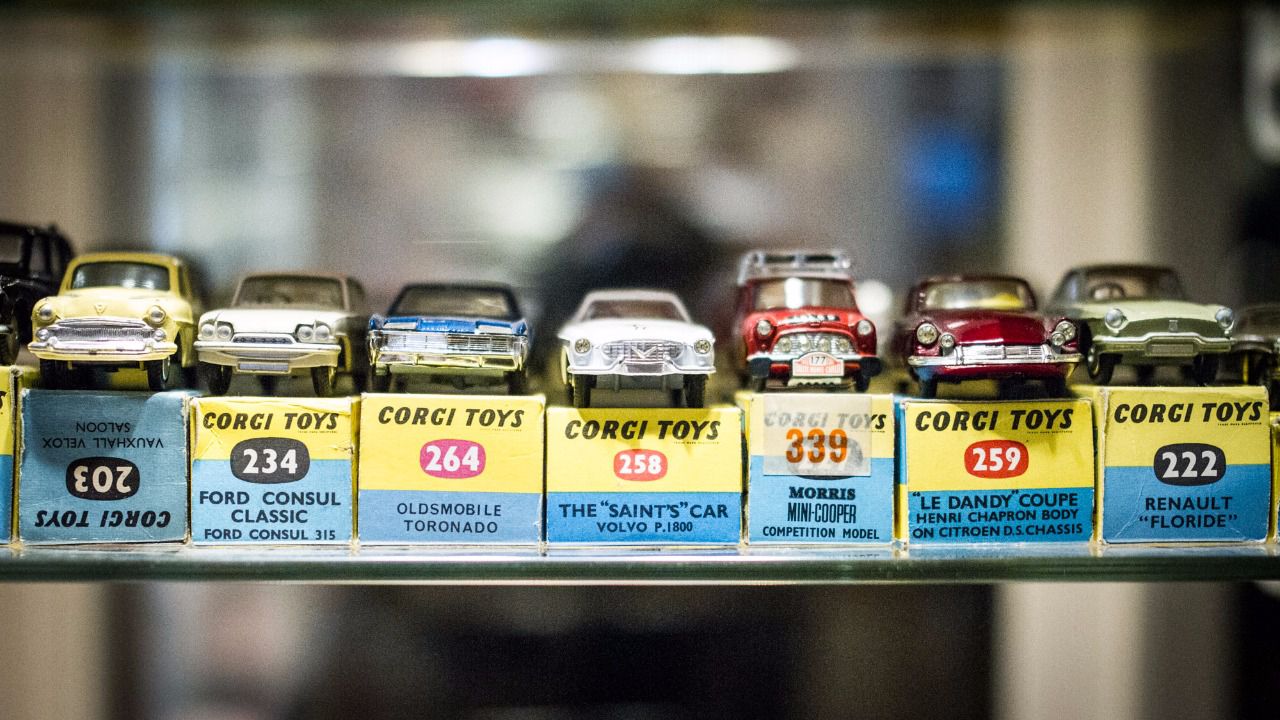 CORGI TOYS
203
VAUXHALL VELOX
SALOON
CORGI TOYS
234
FORD CONSUL
CLASSIC
FORD CONSUL 315
CORGI TOYS
264
OLDSMOBILE
TORONADO
CORGI TOYS
258
THE "SAINT'S" CAR
VOLVO P.1800
177
CORGI TOYS
339
MORRIS
MINI-COOPER
COMPETITION MODEL
CORGI TOYS
259
"LE DANDY" COUPE
HENRI CHAPRON BODY
ON CITROEN D.S. CHASSIS
CORGI TOYS
222
RENAULT
"FLORIDE"